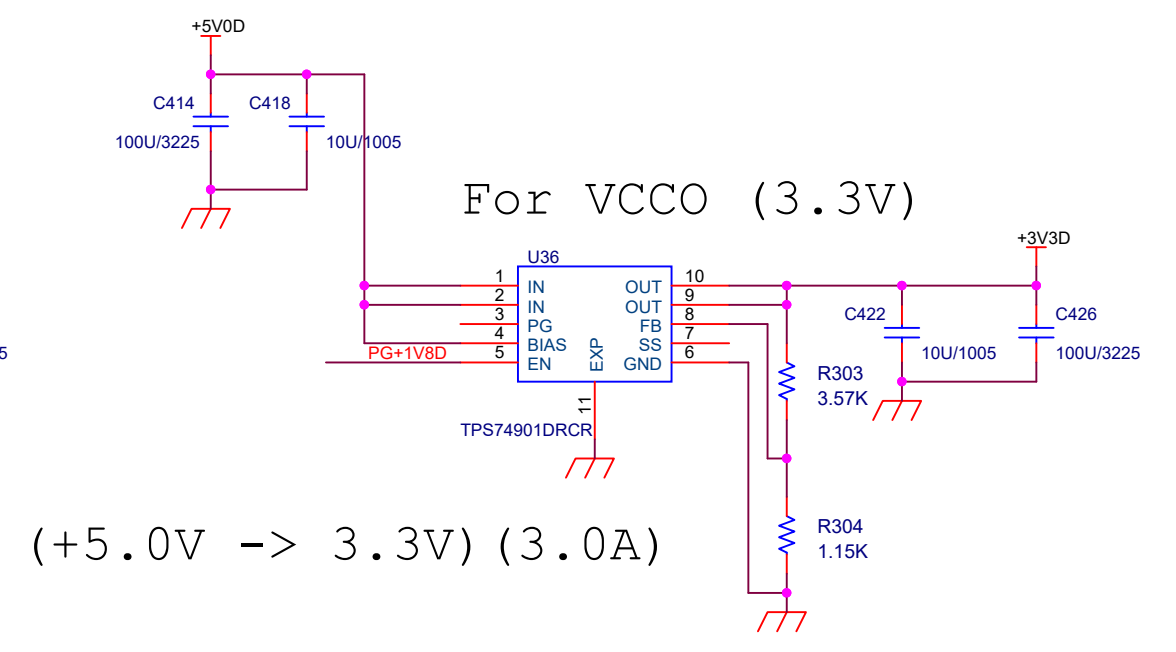 +5V0D
C414
C418
100U/3225
10U/1005
For VCCO (3.3V)
+3V3D
U36
1
IN
OUT
10
2
IN
OUT
9
3
PG
FB
8
4
BIAS
SS
7
PG+1V8D
5
EN
GND
6
EXP
11
TPS74901DRCR
C422
C426
10U/1005
100U/3225
5
R303
3.57K
R304
1.15K
(+5.0V -> 3.3V)(3.0A)